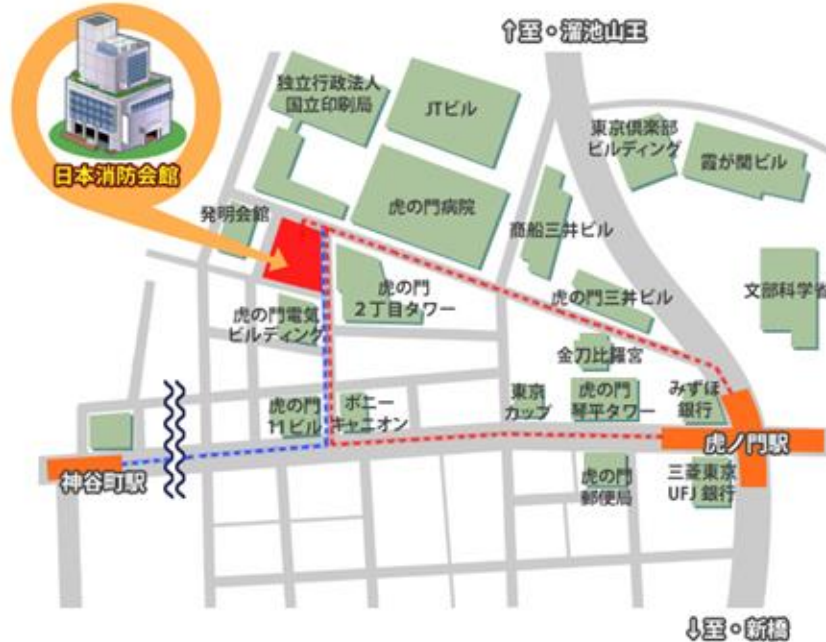 ↑至・溜池山王
独立行政法人
国立印刷局
JTビル
東京倶楽部
ビルディング
霞が関ビル
日本消防会館
発明会館
虎の門病院
商船三井ビル
虎の門
2丁目タワー
虎の門三井ビル
文部科学省
虎の門電気
ビルディング
金刀比羅宮
虎の門
11ビル
ポニー
キャニオン
東京
カップ
虎の門
琴平タワー
みずほ
銀行
虎ノ門駅
神谷町駅
虎の門
郵便局
三菱東京
UFJ銀行
↓至・新橋